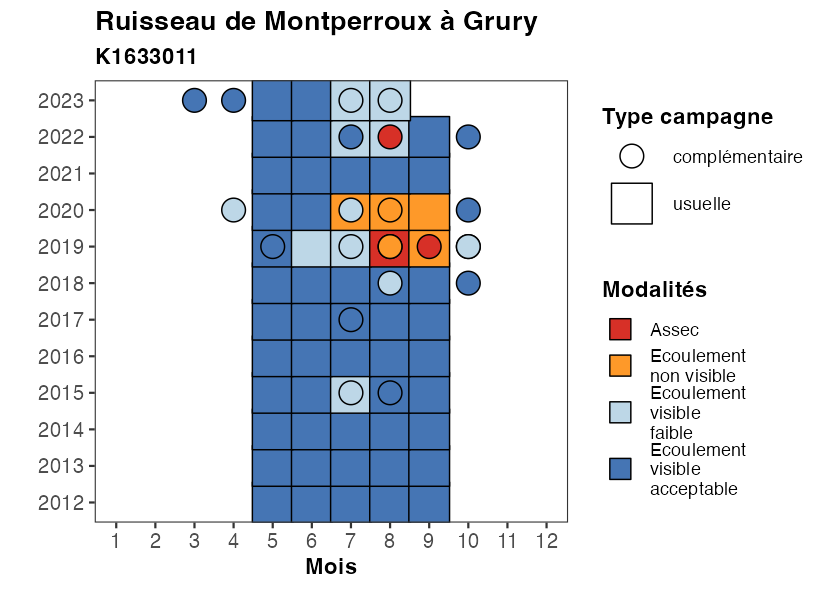 Ruisseau de Montperroux à Grury
K1633011
2023
2022
2021
2020
2019
2018
2017
2016
2015
2014
2013
2012
1 2 3 4 5 6 7 8 9 10 11 12
Mois
Type campagne
complémentaire
usuelle
Modalités
Assec
Ecoulement
non visible
Ecoulement
visible
faible
Ecoulement
visible
acceptable